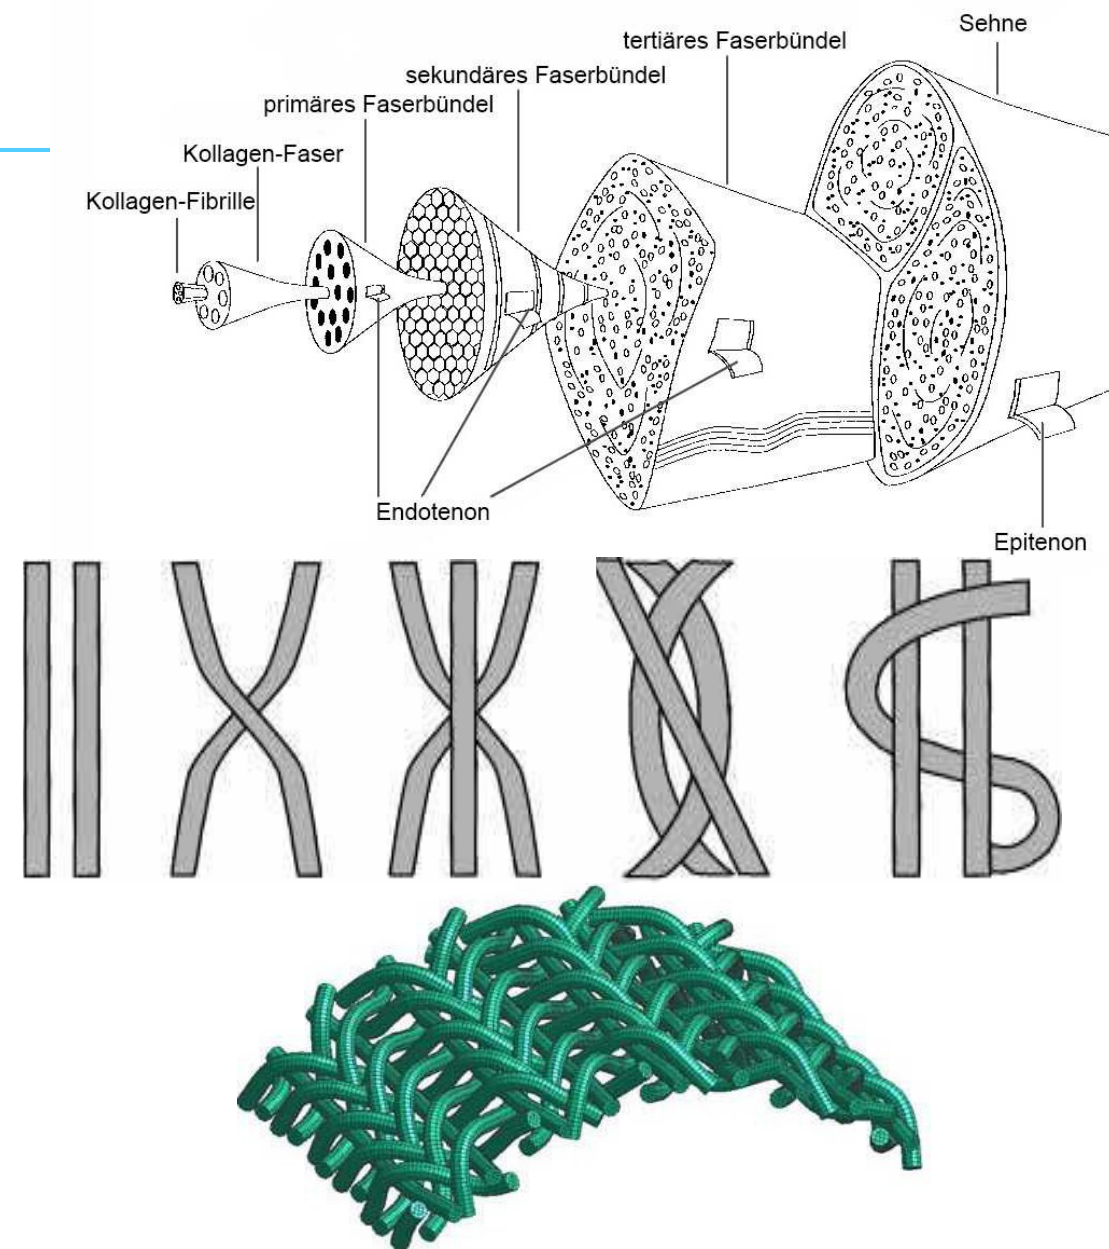 Sehne
tertiäres Faserbündel
sekundäres Faserbündel
primäres Faserbündel
Kollagen-Faser
Kollagen-Fibrille
Endotenon
Epitenon